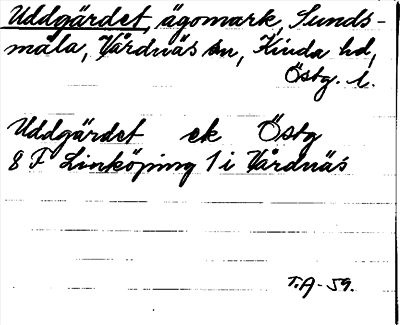 Uddgärdet, ägomark, Sunds-
måla, Vårdnäs sn, Kinda hd,
Östg. l.
Uddgärdet ek Östg
8 F Linköping 1 i Vårdnäs
T.A-59.